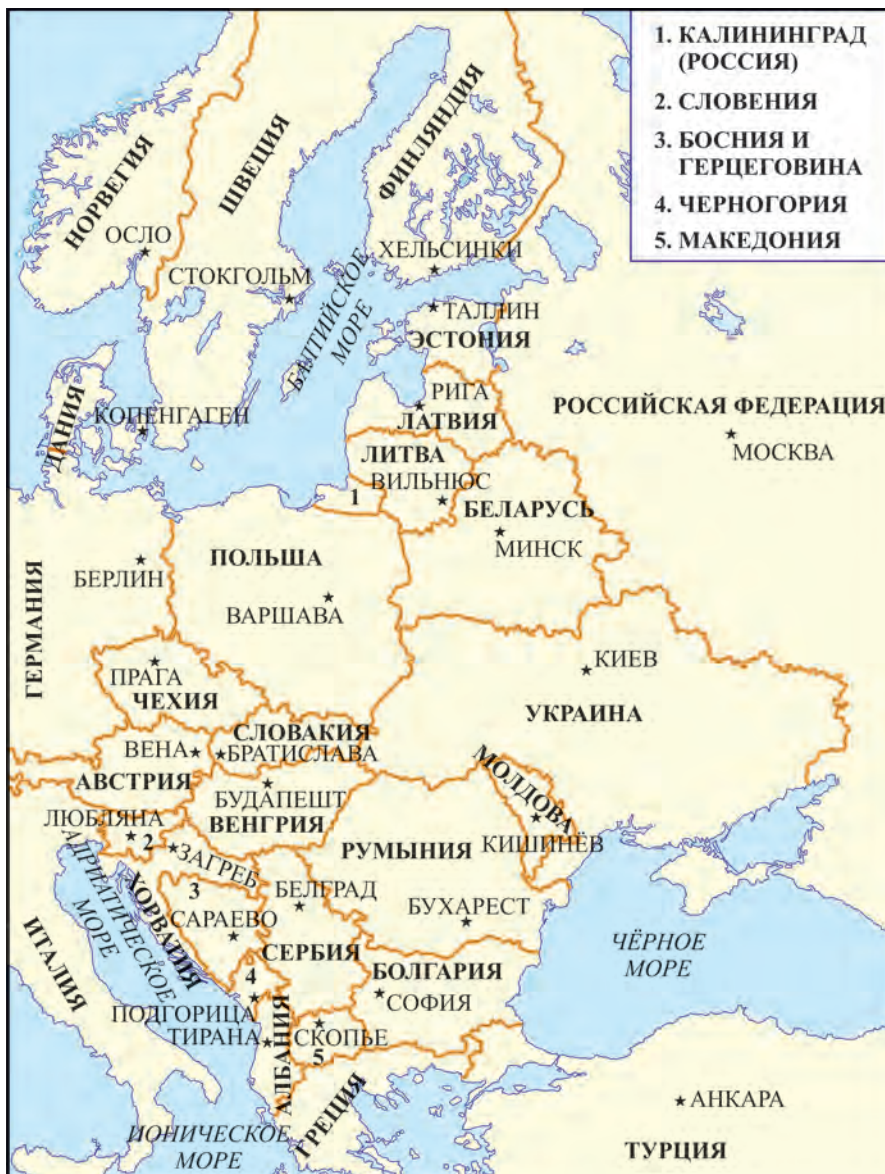 1. КАЛИНИНГРАД
(РОССИЯ)
2. СЛОВЕНИЯ
3. БОСНИЯ И
ГЕРЦЕГОВИНА
4. ЧЕРНОГОРИЯ
5. МАКЕДОНИЯ
НОРВЕГИЯ
ШВЕЦИЯ
ФИНЛЯНДИЯ
ОСЛО
СТОКГОЛЬМ
ХЕЛЬСИНКИ
БАЛТИЙСКОЕ
МОРЕ
ТАЛЛИН
ЭСТОНИЯ
ДАНИЯ
КОПЕНГАГЕН
РИГА
ЛАТВИЯ
РОССИЙСКАЯ ФЕДЕРАЦИЯ
МОСКВА
ЛИТВА
ВИЛЬНЮС
1
БЕЛАРУСЬ
МИНСК
ГЕРМАНИЯ
БЕРЛИН
ПОЛЬША
ВАРШАВА
ПРАГА
ЧЕХИЯ
КИЕВ
УКРАИНА
СЛОВАКИЯ
БРАТИСЛАВА
ВЕНА
АВСТРИЯ
БУДАПЕШТ
ВЕНГРИЯ
МОЛДОВА
КИШИНЁВ
ЛЮБЛЯНА
2
ЗАГРЕБ
РУМЫНИЯ
БУХАРЕСТ
АДРИАТИЧЕСКОЕ
МОРЕ
ХОРВАТИЯ
3
САРАЕВО
БЕЛГРАД
СЕРБИЯ
ИТАЛИЯ
4
ПОДГОРИЦА
БОЛГАРИЯ
СОФИЯ
ЧЁРНОЕ
МОРЕ
ТИРАНА
АЛБАНИЯ
СКОПЬЕ
5
ГРЕЦИЯ
ИОНИЧЕСКОЕ
МОРЕ
АНКАРА
ТУРЦИЯ